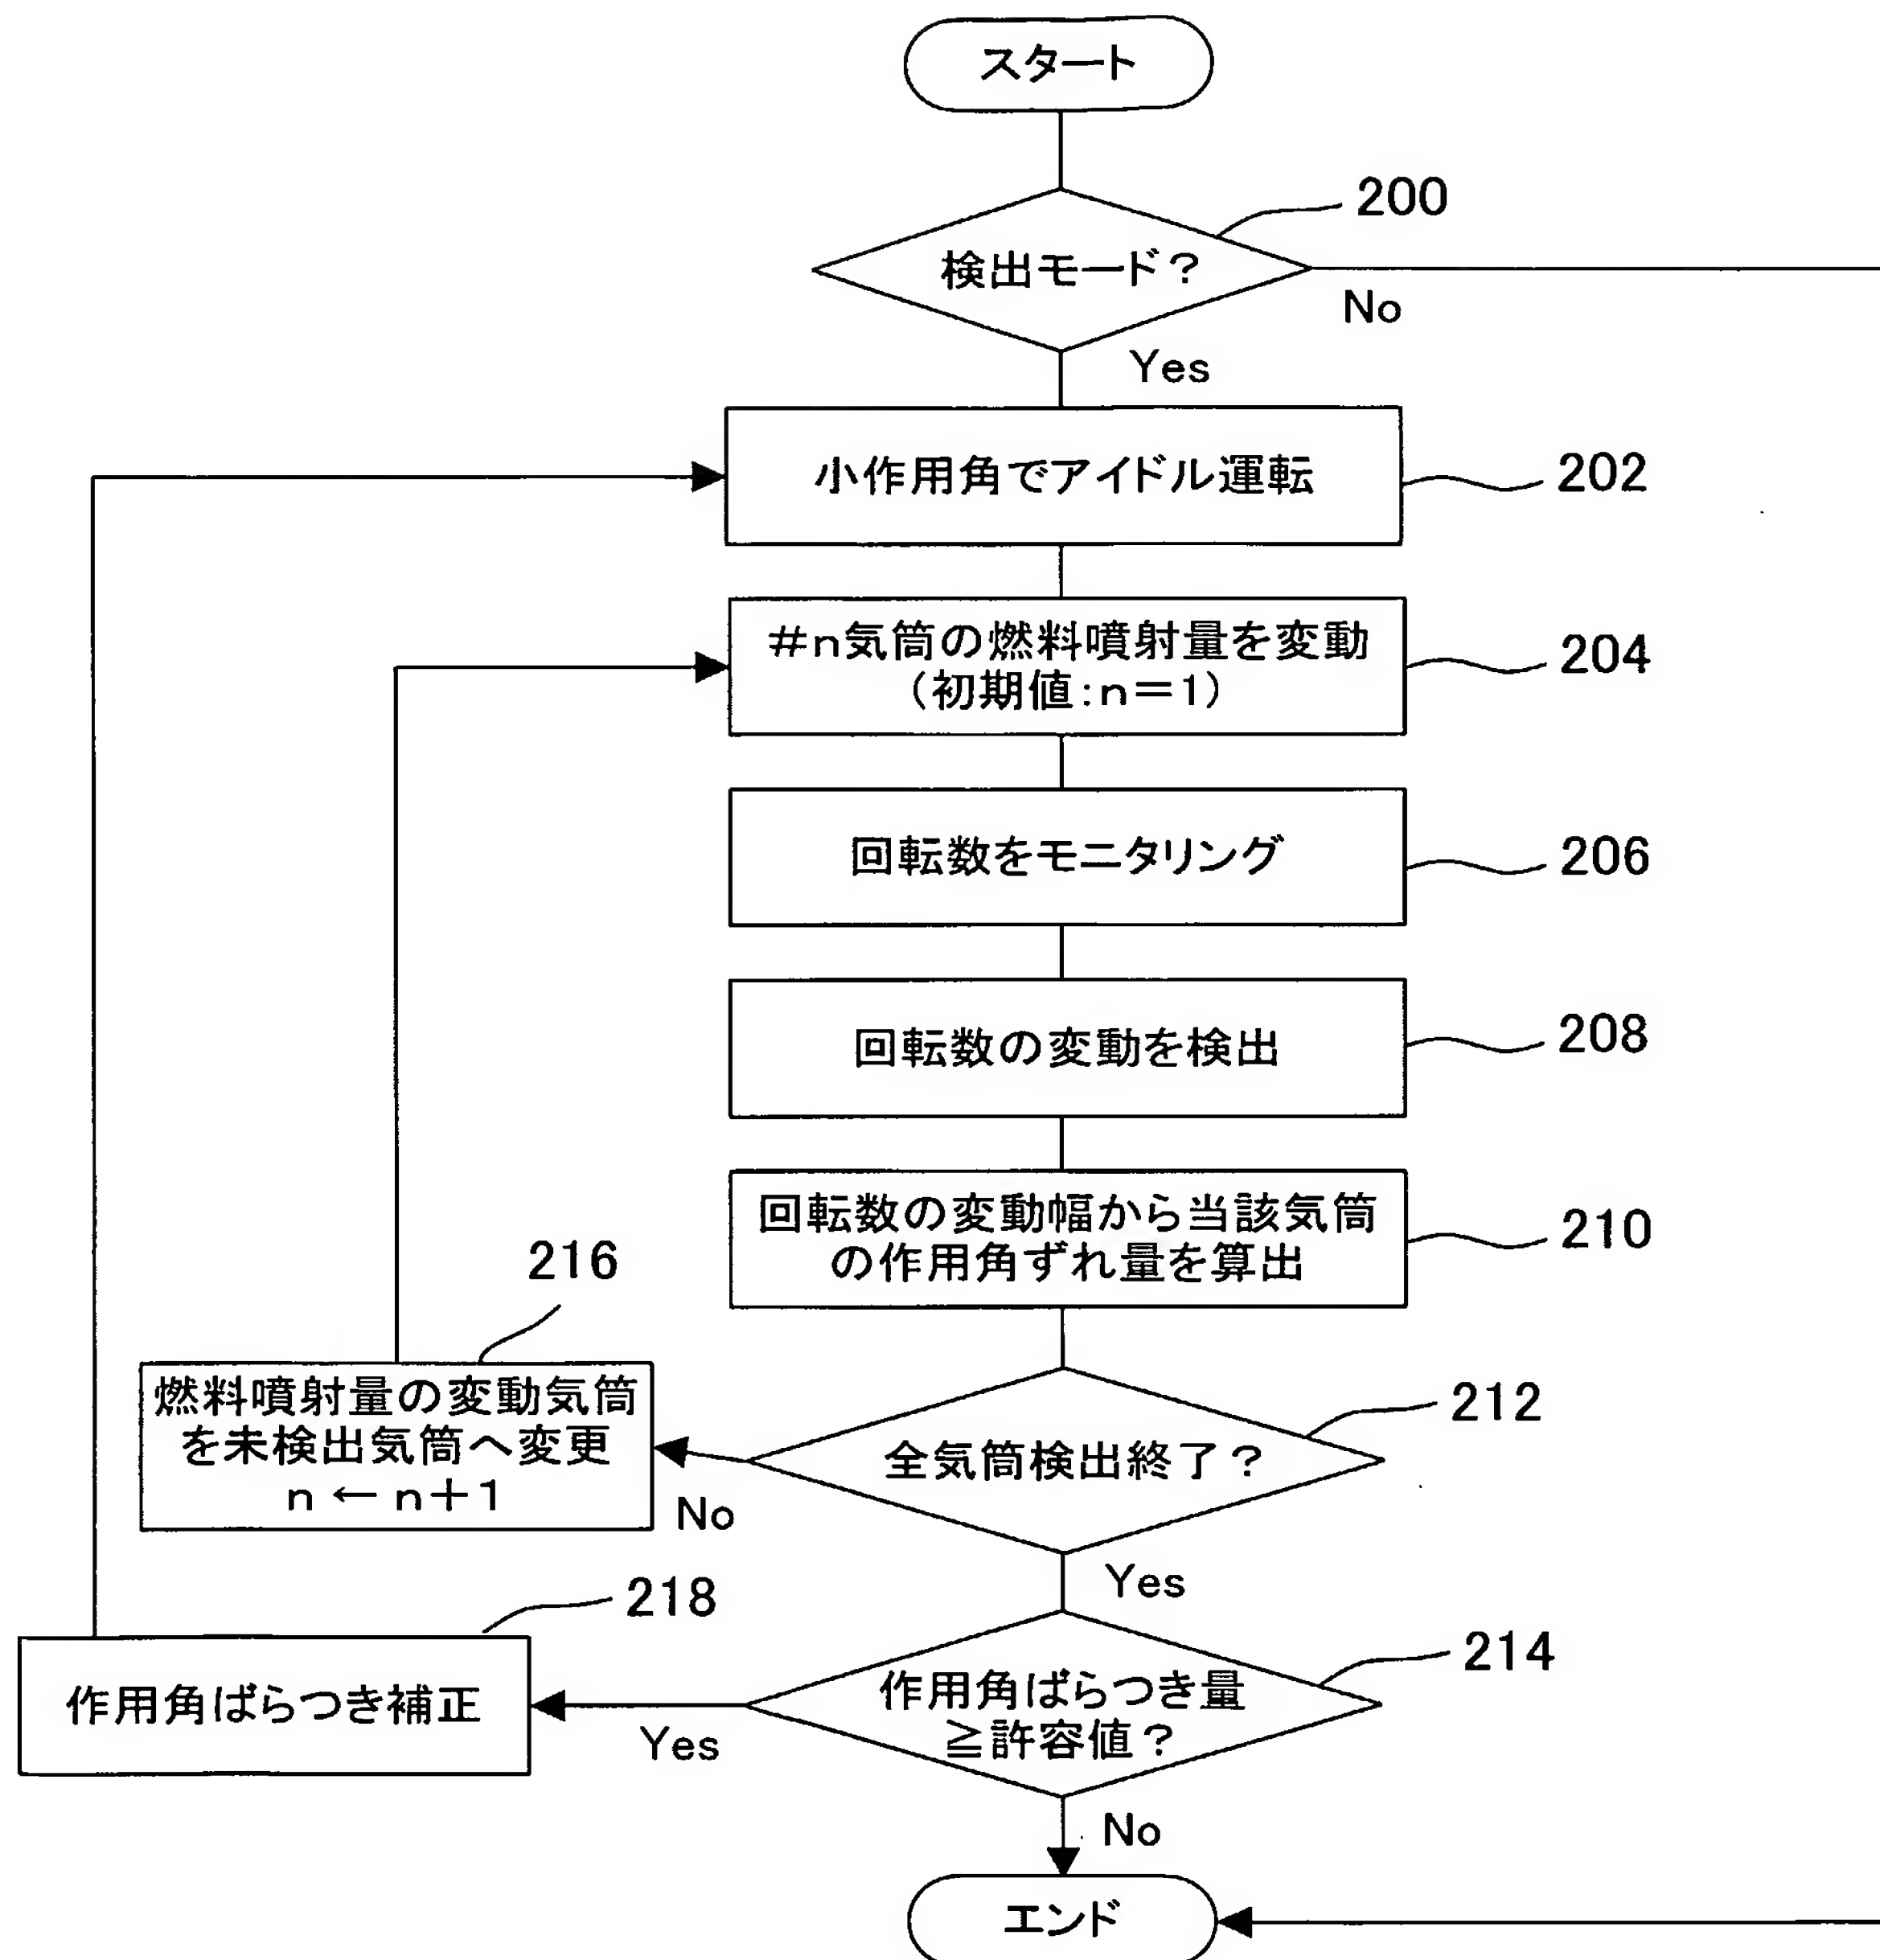 スタート
200
検出モード？
No
Yes
小作用角でアイドル運転
202
＃n気筒の燃料噴射量を変動
（初期値：n＝1）
204
回転数をモニタリング
206
回転数の変動を検出
208
回転数の変動幅から当該気筒
の作用角ずれ量を算出
210
216
燃料噴射量の変動気筒
を未検出気筒へ変更
n ← n＋1
212
全気筒検出終了？
No
Yes
218
作用角ばらつき補正
214
作用角ばらつき量
≧許容値？
Yes
No
エンド